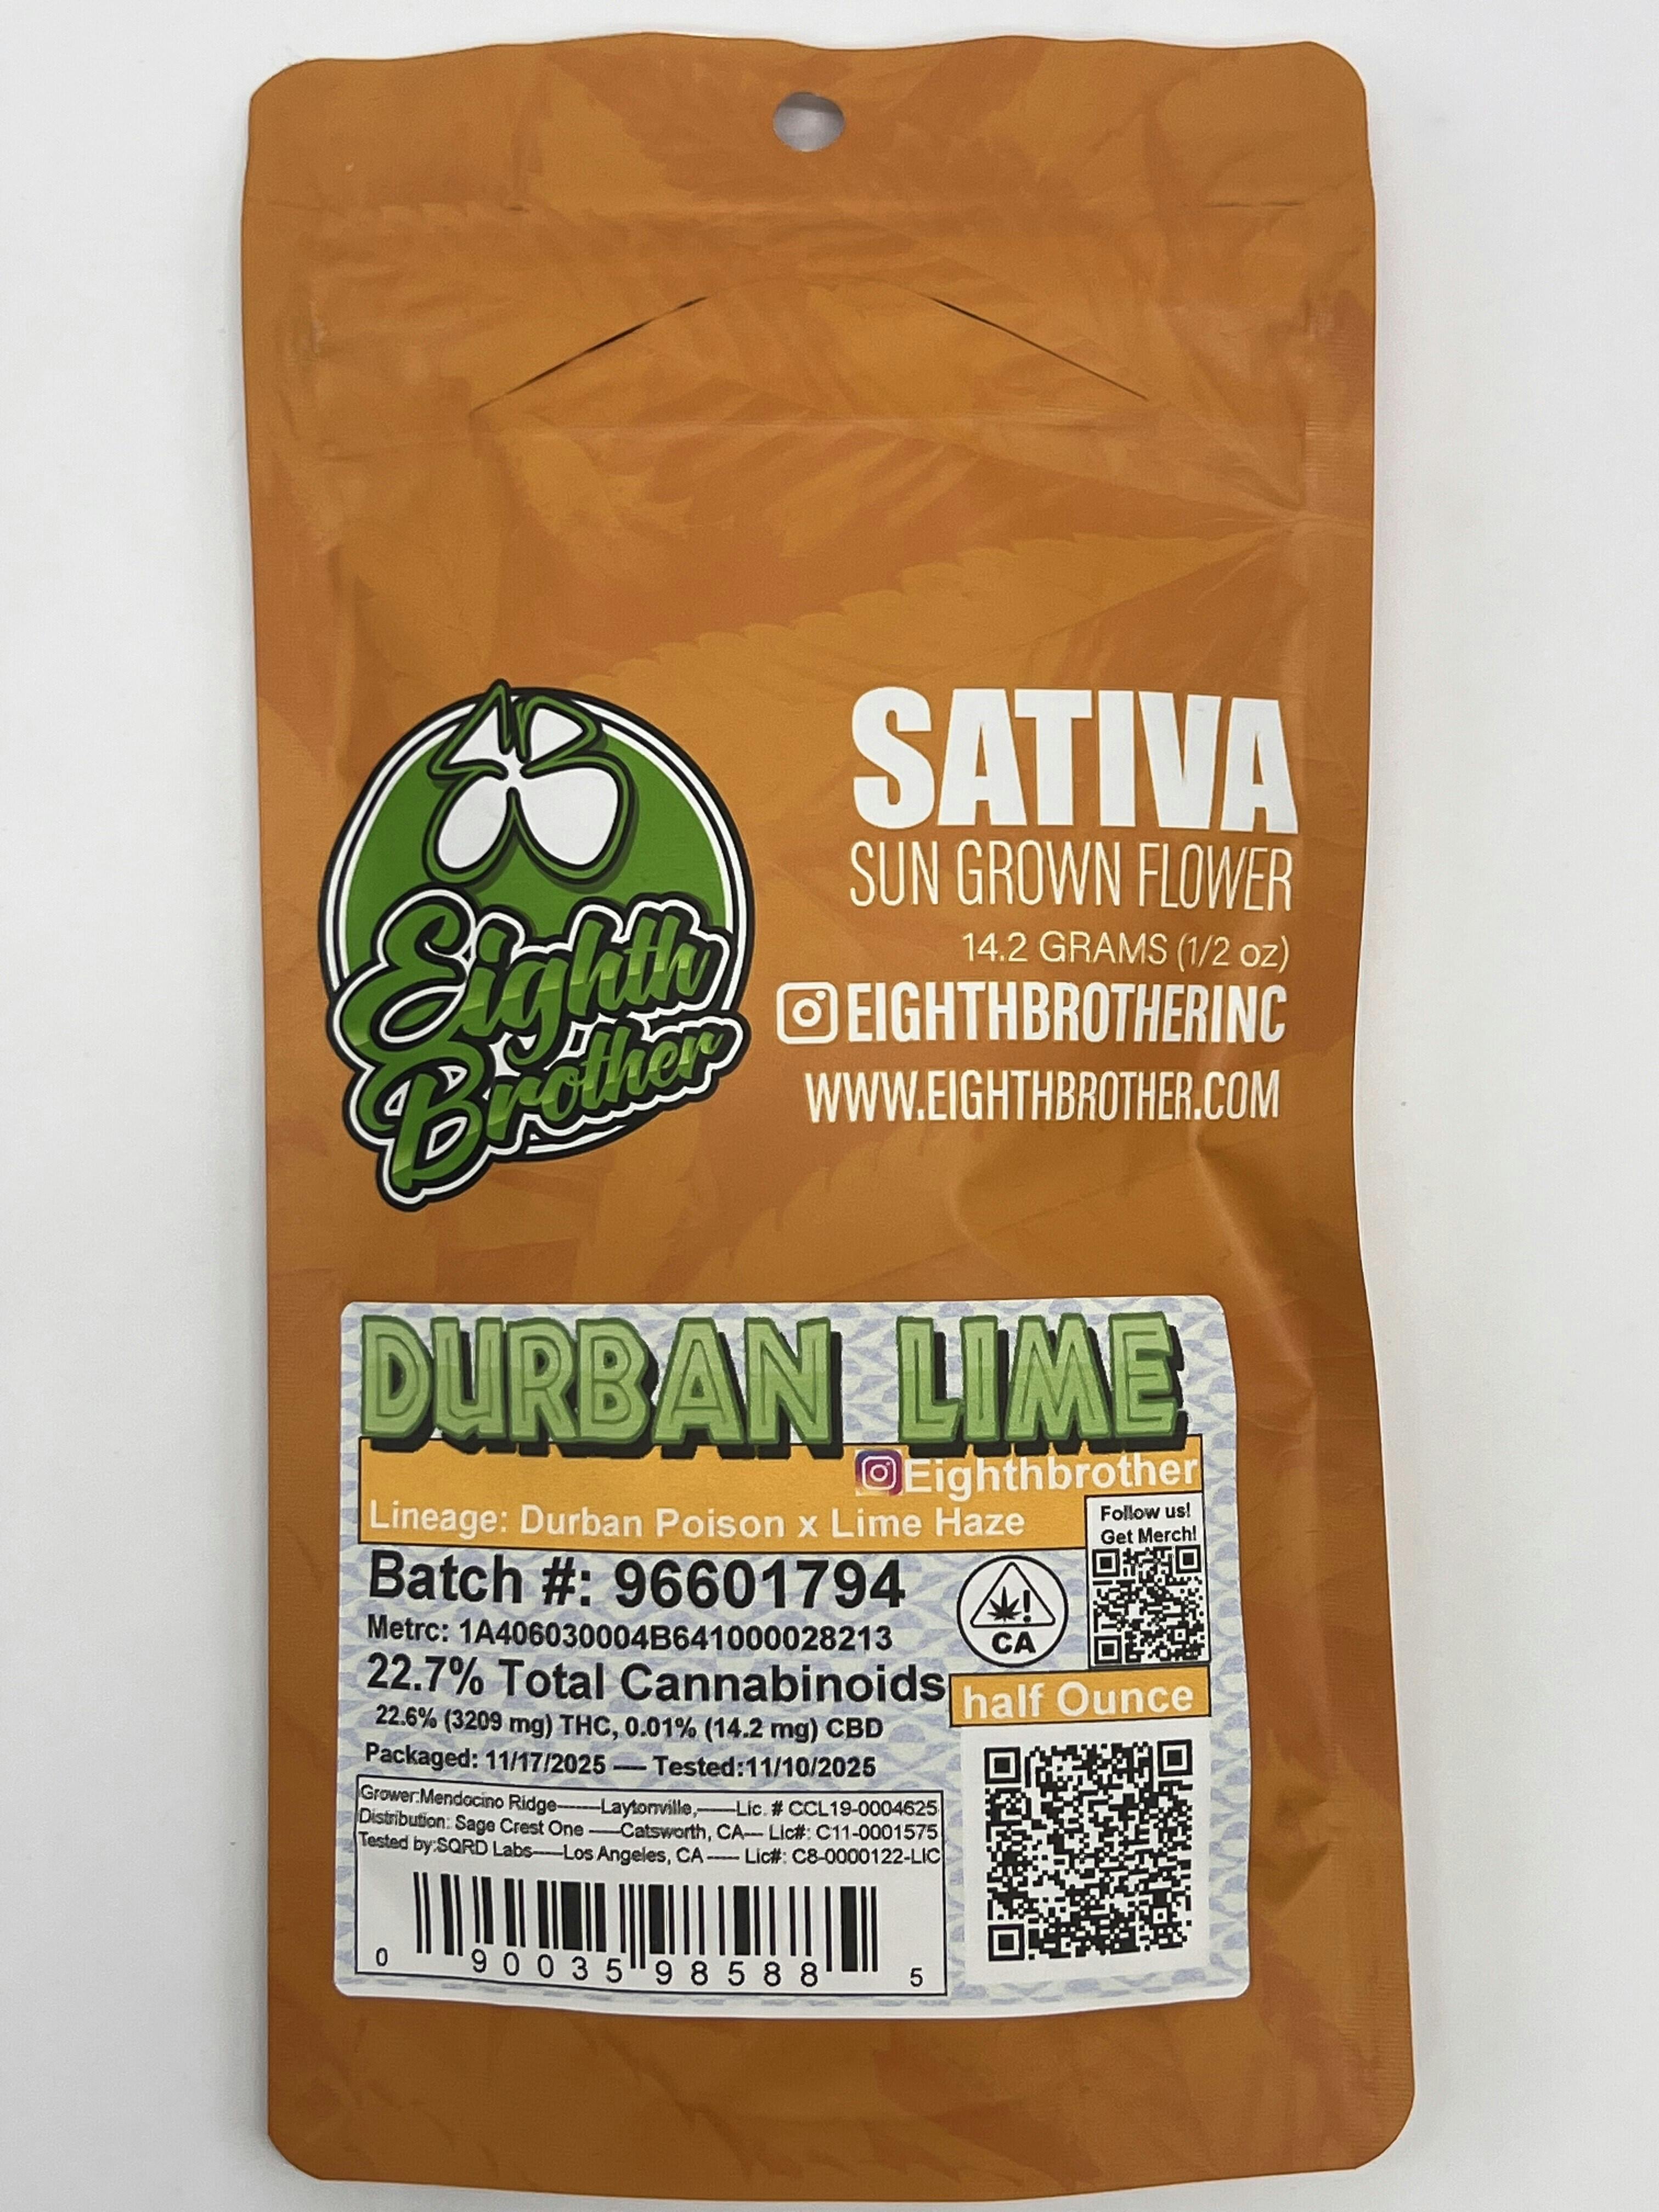 SATIVA
SUN GROWN FLOWER
14.2 GRAMS (1/2 oz)
EIGHTHBROTHERINC
WWW.EIGHTHBROTHER.COM
Eighth
Brother
DURBAN LIME
Eighthbrother
Lineage: Durban Poison x Lime Haze
Follow us!
Get Merch!
Batch #: 96601794
Metrc: 1A406030004B641000028213
CA
22.7% Total Cannabinoids
half Ounce
22.6% (3209 mg) THC, 0.01% (14.2 mg) CBD
Packaged: 11/17/2025 — Tested:11/10/2025
Grower:Mendocino Ridge——Laytonville,——Lic. # CCL19-0004625
Distribution: Sage Crest One ——Catsworth, CA— Lic#: C11-0001575
Tested by:SQRD Labs——Los Angeles, CA —— Lic#: C8-0000122-LIC
0 90035 98588 5